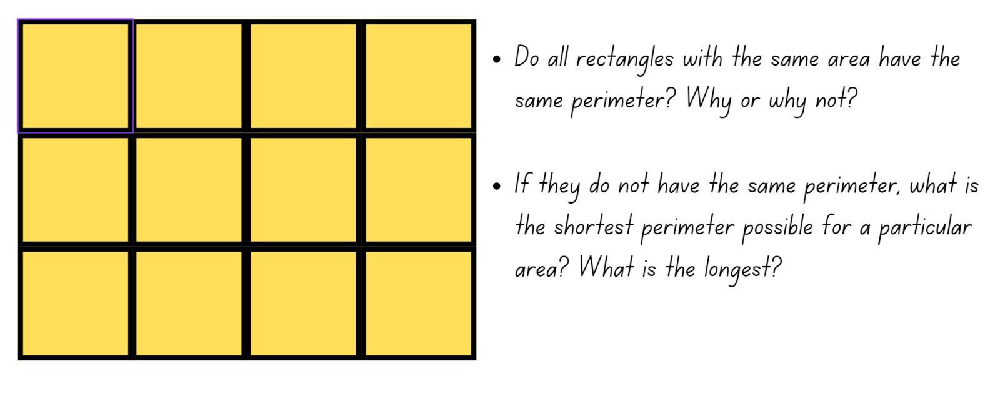 • Do all rectangles with the same area have the
same perimeter? Why or why not?
• If they do not have the same perimeter, what is
the shortest perimeter possible for a particular
area? What is the longest?